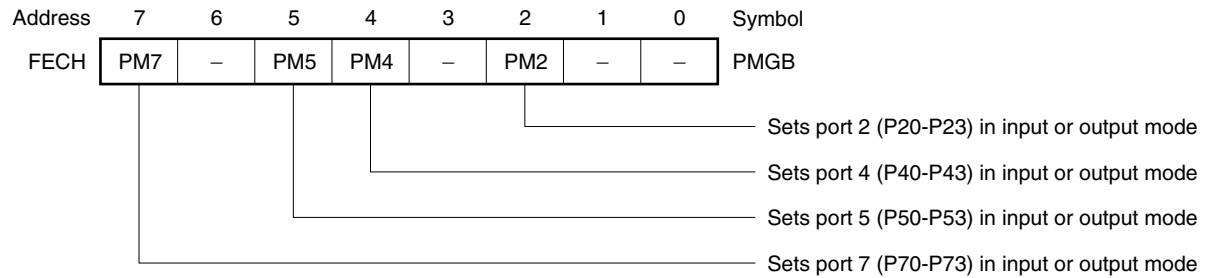 Address 7 6 5 4 3 2 1 0 Symbol
FECH PM7 – PM5 PM4 – PM2 – – PMGB
Sets port 2 (P20-P23) in input or output mode
Sets port 4 (P40-P43) in input or output mode
Sets port 5 (P50-P53) in input or output mode
Sets port 7 (P70-P73) in input or output mode